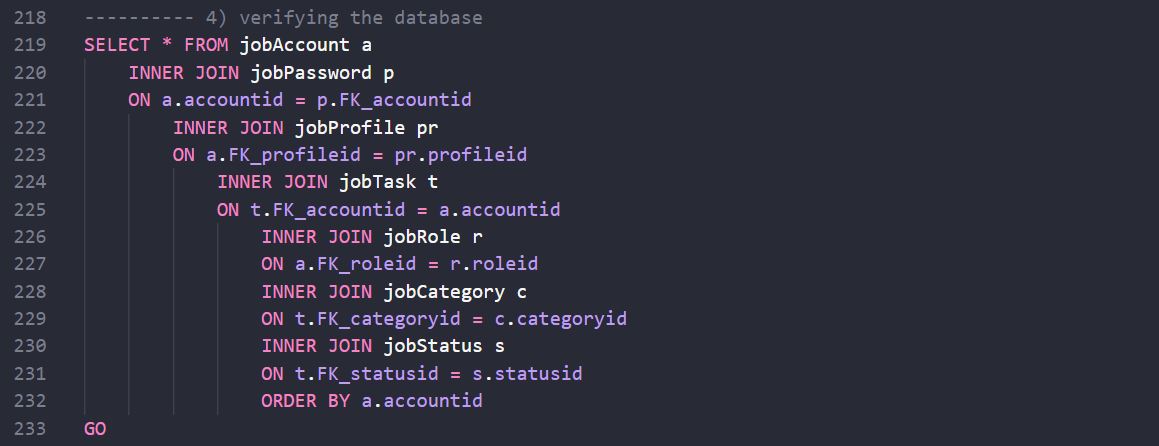 218 ---------- 4) verifying the database
219 SELECT * FROM jobAccount a
220     INNER JOIN jobPassword p
221     ON a.accountid = p.FK_accountid
222         INNER JOIN jobProfile pr
223         ON a.FK_profileid = pr.profileid
224             INNER JOIN jobTask t
225             ON t.FK_accountid = a.accountid
226                 INNER JOIN jobRole r
227                 ON a.FK_roleid = r.roleid
228                 INNER JOIN jobCategory c
229                 ON t.FK_categoryid = c.categoryid
230                 INNER JOIN jobStatus s
231                 ON t.FK_statusid = s.statusid
232                 ORDER BY a.accountid
233 GO